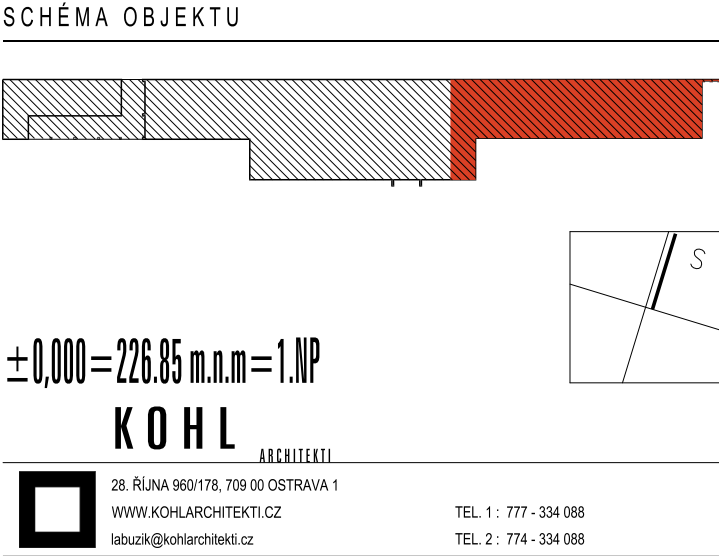 SCHÉMA OBJEKTU
S
±0,000=226.85 m.n.m=1.NP
KOHL
ARCHITEKTI
28. ŘÍJNA 960/178, 709 00 OSTRAVA 1
WWW.KOHLARCHITEKTI.CZ TEL. 1 : 777 - 334 088
labuzik@kohlarchitekti.cz TEL. 2 : 774 - 334 088